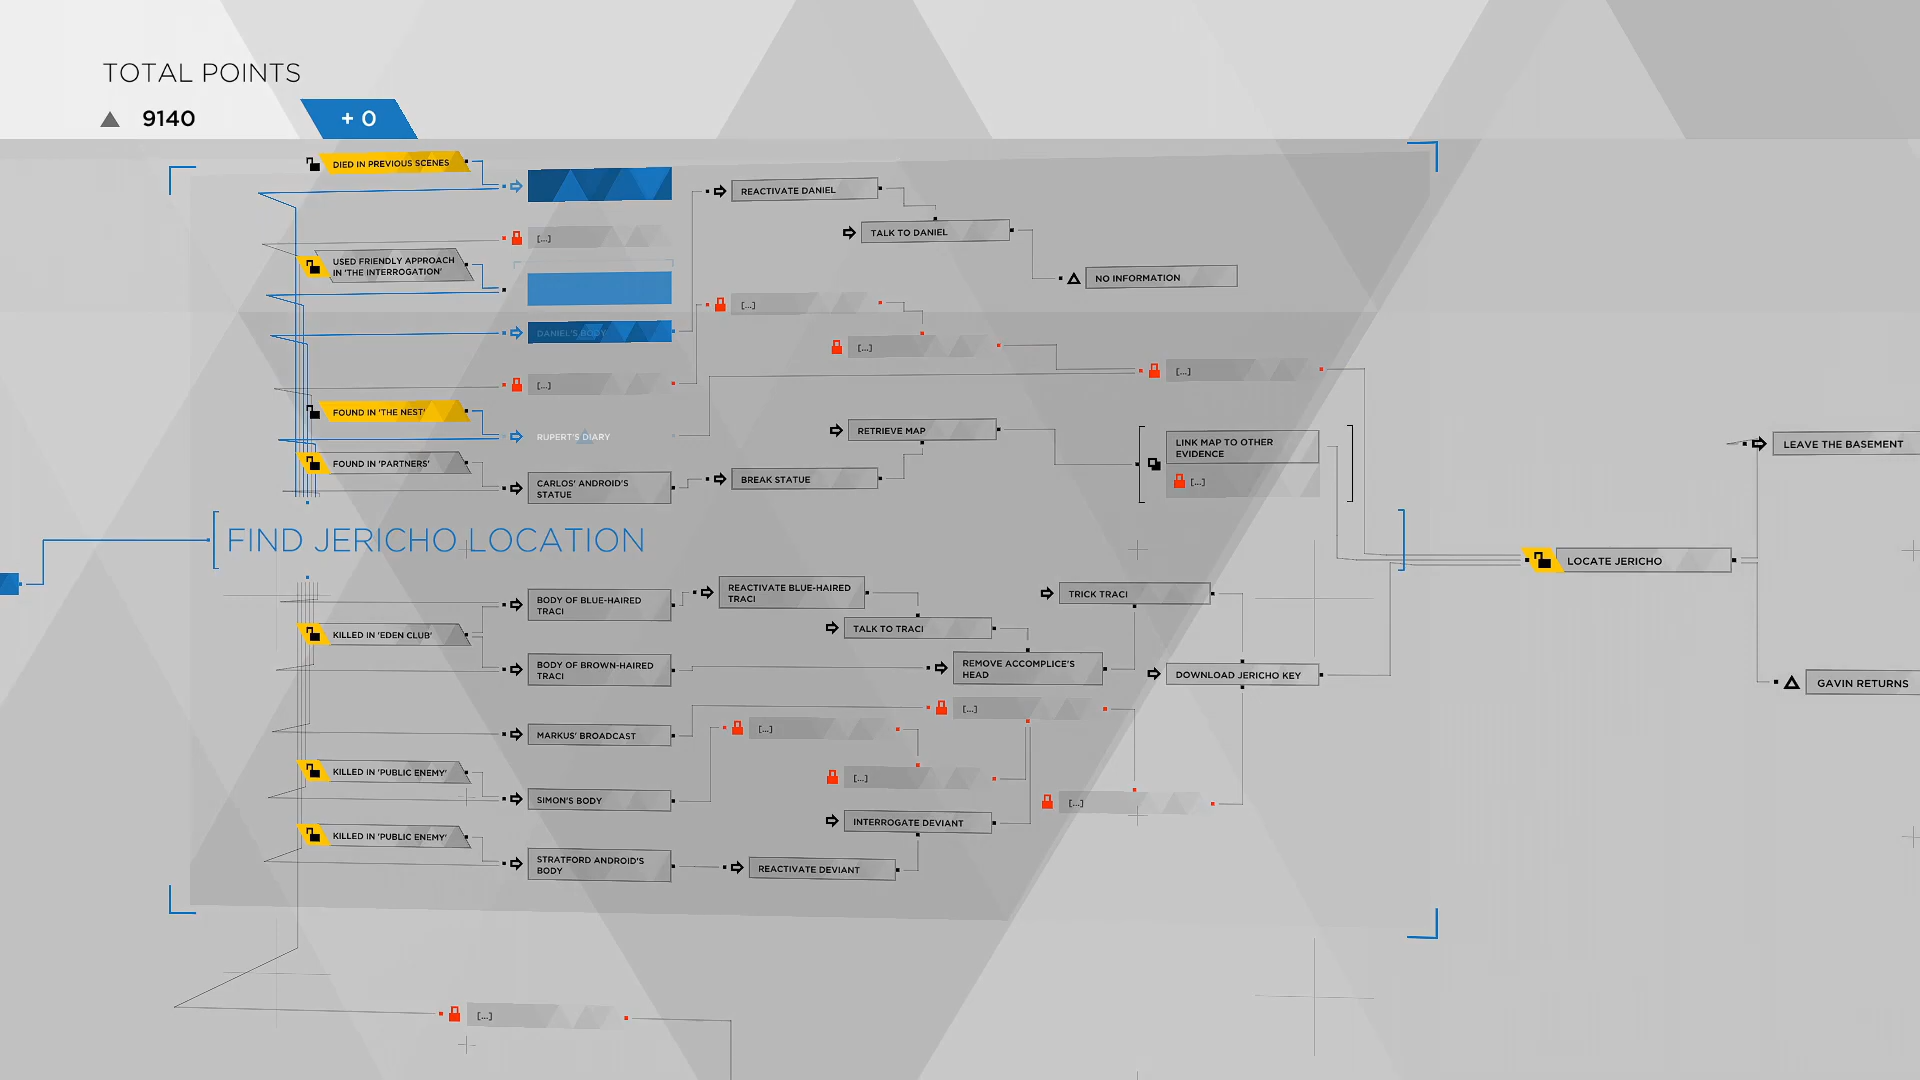 TOTAL POINTS
9140
+ 0
DIED IN PREVIOUS SCENES
REACTIVATE DANIEL
[...]
TALK TO DANIEL
USED FRIENDLY APPROACH
IN 'THE INTERROGATION'
NO INFORMATION
[...]
DANIEL'S BODY
[...]
[...]
[...]
FOUND IN 'THE NEST'
RUPERT'S DIARY
RETRIEVE MAP
LINK MAP TO OTHER
EVIDENCE
[...]
LEAVE THE BASEMENT
FOUND IN 'PARTNERS'
CARLOS' ANDROID'S
STATUE
BREAK STATUE
FIND JERICHO LOCATION
LOCATE JERICHO
BODY OF BLUE-HAIRED
TRACI
REACTIVATE BLUE-HAIRED
TRACI
TRICK TRACI
KILLED IN 'EDEN CLUB'
TALK TO TRACI
BODY OF BROWN-HAIRED
TRACI
REMOVE ACCOMPLICE'S
HEAD
DOWNLOAD JERICHO KEY
GAVIN RETURNS
[...]
MARKUS' BROADCAST
[...]
KILLED IN 'PUBLIC ENEMY'
[...]
SIMON'S BODY
[...]
KILLED IN 'PUBLIC ENEMY'
INTERROGATE DEVIANT
STRATFORD ANDROID'S
BODY
REACTIVATE DEVIANT
[...]